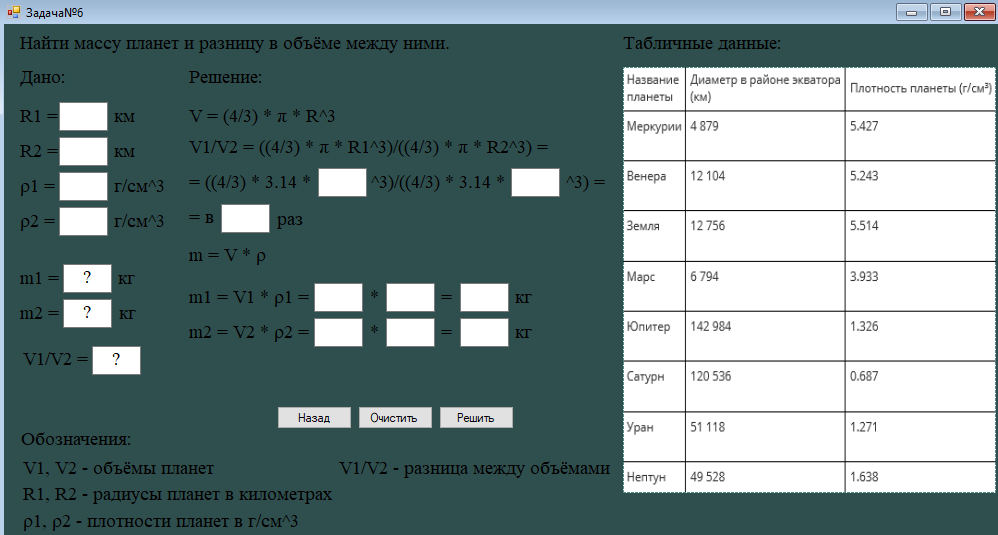 Задача№6
Найти массу планет и разницу в объёме между ними.
Дано:
Решение:
R1 = км
R2 = км
ρ1 = г/см^3
ρ2 = г/см^3
m1 = ? кг
m2 = ? кг
V1/V2 = ?
V = (4/3) * π * R^3
V1/V2 = ((4/3) * π * R1^3)/((4/3) * π * R2^3) =
= ((4/3) * 3.14 * ^3)/((4/3) * 3.14 * ^3) =
= в раз
m = V * ρ
m1 = V1 * ρ1 = * = кг
m2 = V2 * ρ2 = * = кг
Назад Очистить Решить
Обозначения:
V1, V2 - объёмы планет V1/V2 - разница между объёмами
R1, R2 - радиусы планет в километрах
ρ1, ρ2 - плотности планет в г/см^3
Табличные данные:
Название планеты Диаметр в районе экватора (км) Плотность планеты (г/см³)
Меркурии 4 879 5.427
Венера 12 104 5.243
Земля 12 756 5.514
Марс 6 794 3.933
Юпитер 142 984 1.326
Сатурн 120 536 0.687
Уран 51 118 1.271
Нептун 49 528 1.638